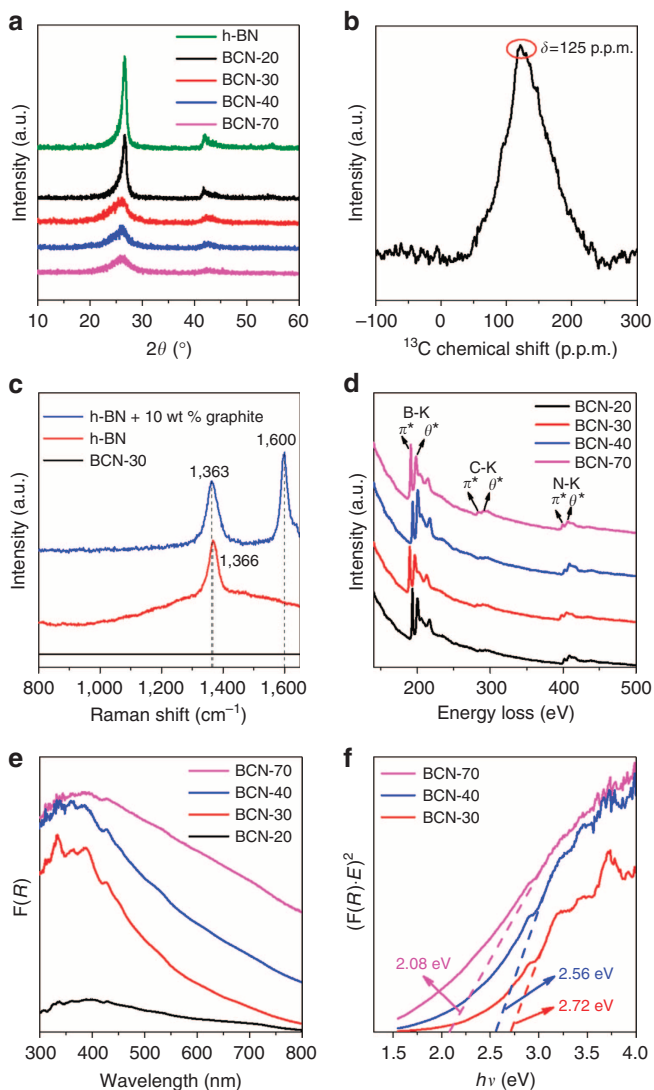 a
h-BN
BCN-20
BCN-30
BCN-40
BCN-70
Intensity (a.u.)
10 20 30 40 50 60
2θ (°)
b
δ=125 p.p.m.
Intensity (a.u.)
−100 0 100 200 300
¹³C chemical shift (p.p.m.)
c
h-BN + 10 wt % graphite
h-BN
BCN-30
1,600
1,363
1,366
Intensity (a.u.)
800 1,000 1,200 1,400 1,600
Raman shift (cm⁻¹)
d
BCN-20
BCN-30
BCN-40
BCN-70
B-K
π* θ*
C-K
π* θ*
N-K
π* θ*
Intensity (a.u.)
200 300 400 500
Energy loss (eV)
e
BCN-70
BCN-40
BCN-30
BCN-20
F(R)
300 400 500 600 700 800
Wavelength (nm)
f
BCN-70
BCN-40
BCN-30
(F(R)·E)²
2.08 eV
2.56 eV
2.72 eV
1.5 2.0 2.5 3.0 3.5 4.0
hν (eV)